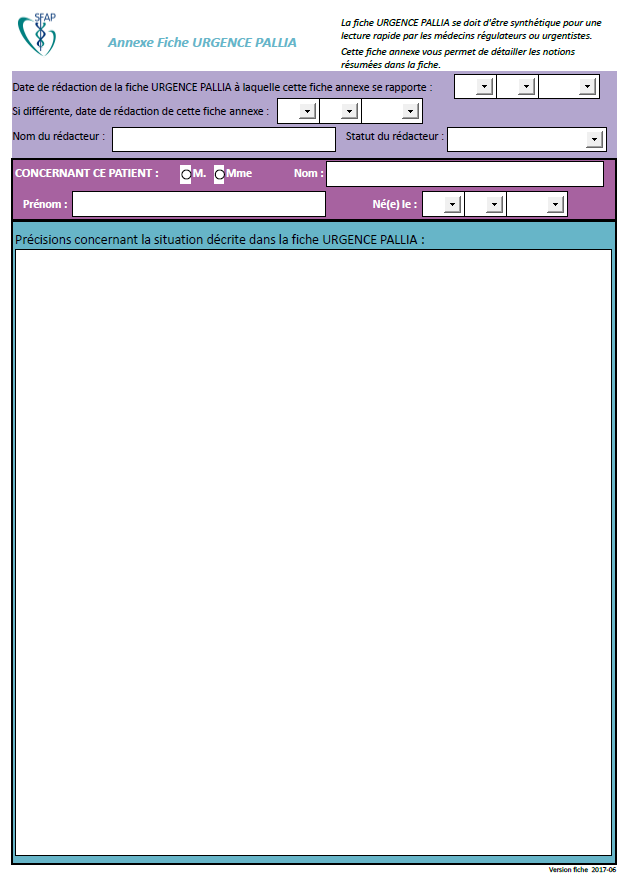 SFAP
Annexe Fiche URGENCE PALLIA
La fiche URGENCE PALLIA se doit d'être synthétique pour une
lecture rapide par les médecins régulateurs ou urgentistes.
Cette fiche annexe vous permet de détailler les notions
résumées dans la fiche.
Date de rédaction de la fiche URGENCE PALLIA à laquelle cette fiche annexe se rapporte :
Si différente, date de rédaction de cette fiche annexe :
Nom du rédacteur : Statut du rédacteur :
CONCERNANT CE PATIENT : M. Mme Nom :
Prénom : Né(e) le :
Précisions concernant la situation décrite dans la fiche URGENCE PALLIA :
Version fiche 2017-06